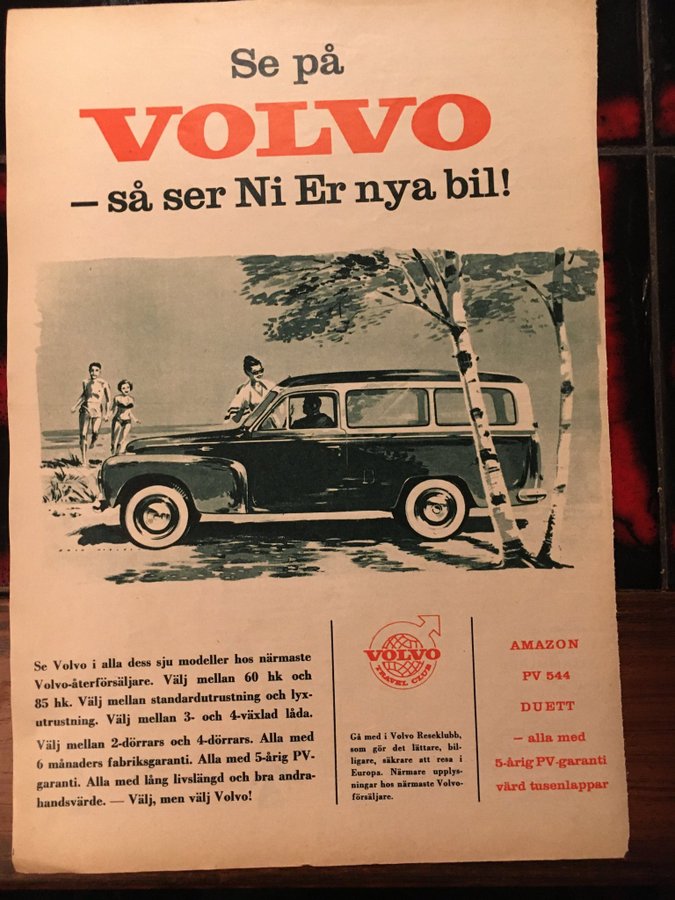 Se på
VOLVO
– så ser Ni Er nya bil!
Se Volvo i alla dess sju modeller hos närmaste
Volvo-återförsäljare. Välj mellan 60 hk och
85 hk. Välj mellan standardutrustning och lyx-
utrustning. Välj mellan 3- och 4-växlad låda.
Välj mellan 2-dörrars och 4-dörrars. Alla med
6 månaders fabriksgaranti. Alla med 5-årig PV-
garanti. Alla med lång livslängd och bra andra-
handsvärde. — Välj, men välj Volvo!
VOLVO
TRAVEL CLUB
Gå med i Volvo Reseklubb,
som gör det lättare, bil-
ligare, säkrare att resa i
Europa. Närmare upplys-
ningar hos närmaste Volvo-
försäljare.
AMAZON
PV 544
DUETT
– alla med
5-årig PV-garanti
värd tusenlappar